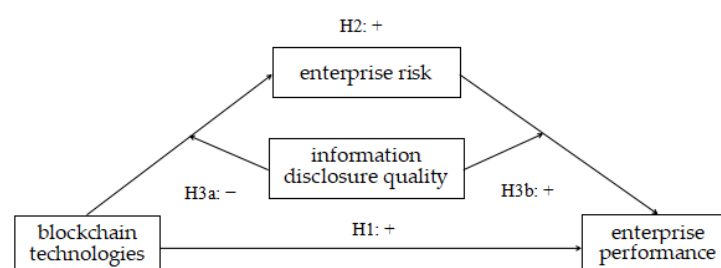 H2: +
enterprise risk
information
disclosure quality
H3a: −
H3b: +
blockchain
technologies
H1: +
enterprise
performance